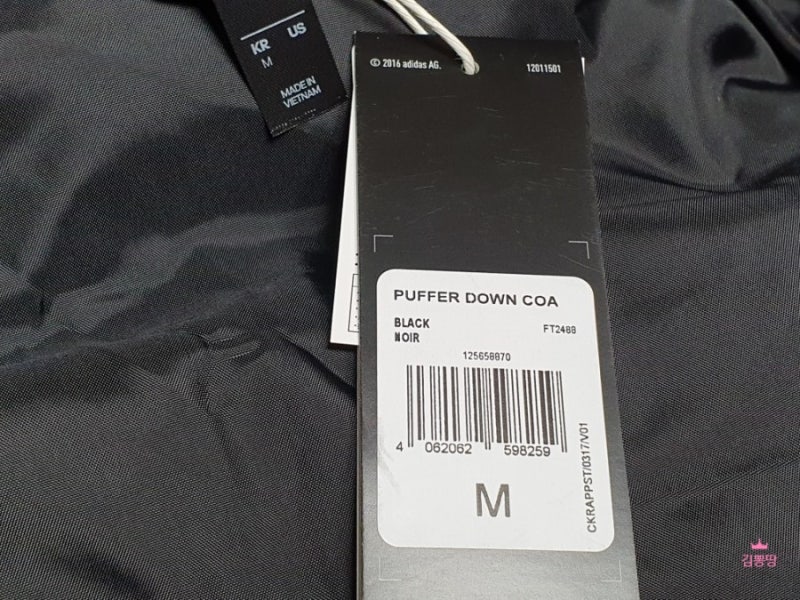 KR US
M
MADE IN
VIETNAM
© 2016 adidas AG. 12011501
PUFFER DOWN COA
BLACK FT2488
NOIR
125658870
4 062062 598259
M
CKRAPPST/0317/V01
김뽕땅